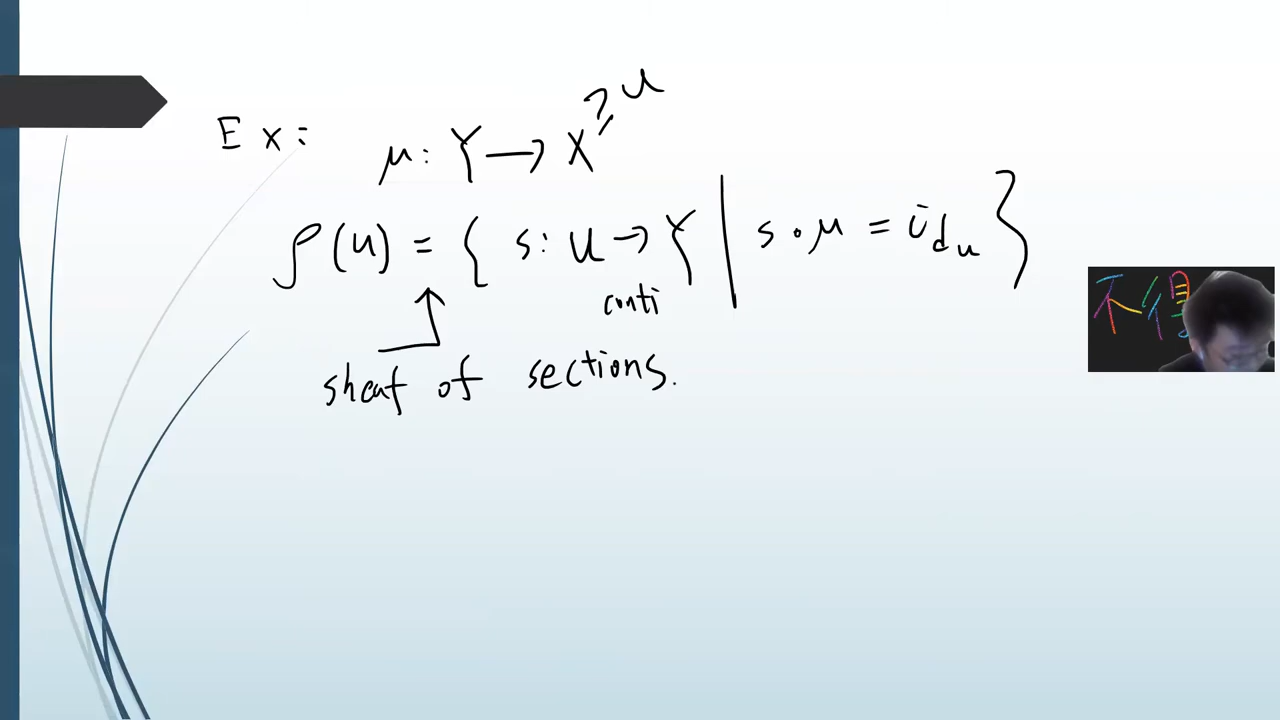 Ex: μ: Y → X ⊇ U
ρ(u) = { s: u → Y | s∘μ = id_u }
conti
sheaf of sections.
不得